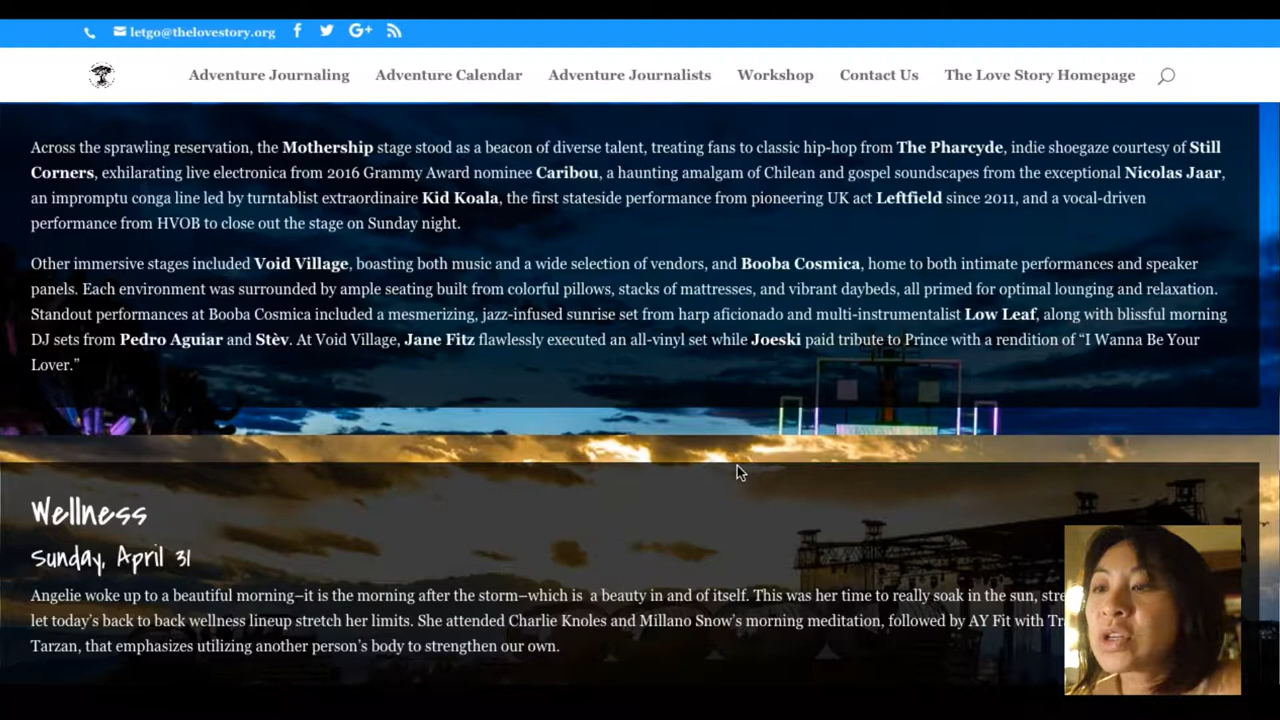 letgo@thelovestory.org
Adventure Journaling Adventure Calendar Adventure Journalists Workshop Contact Us The Love Story Homepage
Across the sprawling reservation, the Mothership stage stood as a beacon of diverse talent, treating fans to classic hip-hop from The Pharcyde, indie shoegaze courtesy of Still
Corners, exhilarating live electronica from 2016 Grammy Award nominee Caribou, a haunting amalgam of Chilean and gospel soundscapes from the exceptional Nicolas Jaar,
an impromptu conga line led by turntablist extraordinaire Kid Koala, the first stateside performance from pioneering UK act Leftfield since 2011, and a vocal-driven
performance from HVOB to close out the stage on Sunday night.
Other immersive stages included Void Village, boasting both music and a wide selection of vendors, and Booba Cosmica, home to both intimate performances and speaker
panels. Each environment was surrounded by ample seating built from colorful pillows, stacks of mattresses, and vibrant daybeds, all primed for optimal lounging and relaxation.
Standout performances at Booba Cosmica included a mesmerizing, jazz-infused sunrise set from harp aficionado and multi-instrumentalist Low Leaf, along with blissful morning
DJ sets from Pedro Aguiar and Stèv. At Void Village, Jane Fitz flawlessly executed an all-vinyl set while Joeski paid tribute to Prince with a rendition of “I Wanna Be Your
Lover.”
Wellness
Sunday, April 31
Angelie woke up to a beautiful morning–it is the morning after the storm–which is a beauty in and of itself. This was her time to really soak in the sun,
let today’s back to back wellness lineup stretch her limits. She attended Charlie Knoles and Millano Snow’s morning meditation, followed by AY Fit with
Tarzan, that emphasizes utilizing another person’s body to strengthen our own.